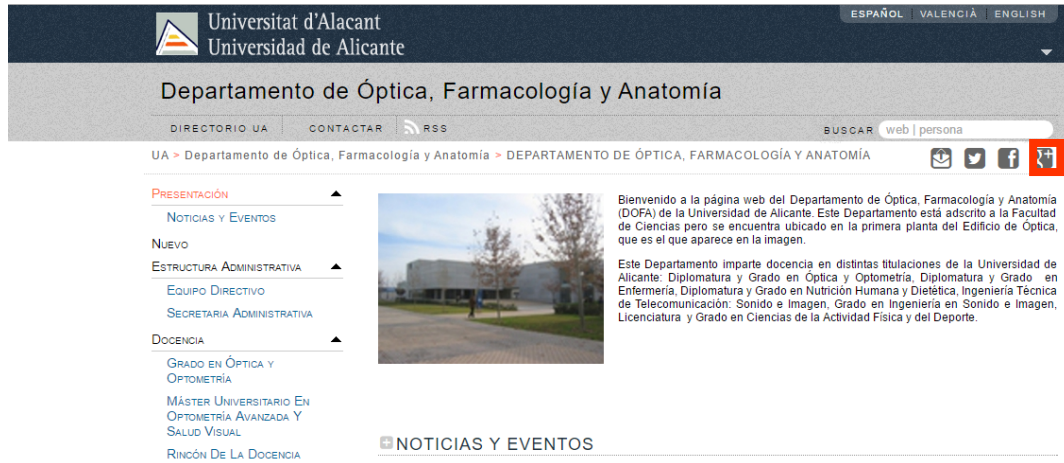 Universitat d'Alacant
Universidad de Alicante
ESPAÑOL VALENCIÀ ENGLISH
Departamento de Óptica, Farmacología y Anatomía
DIRECTORIO UA CONTACTAR RSS
BUSCAR web | persona
UA > Departamento de Óptica, Farmacología y Anatomía > DEPARTAMENTO DE ÓPTICA, FARMACOLOGÍA Y ANATOMÍA
PRESENTACIÓN
NOTICIAS Y EVENTOS
NUEVO
ESTRUCTURA ADMINISTRATIVA
EQUIPO DIRECTIVO
SECRETARIA ADMINISTRATIVA
DOCENCIA
GRADO EN ÓPTICA Y
OPTOMETRÍA
MÁSTER UNIVERSITARIO EN
OPTOMETRÍA AVANZADA Y
SALUD VISUAL
RINCÓN DE LA DOCENCIA
Bienvenido a la página web del Departamento de Óptica, Farmacología y Anatomía
(DOFA) de la Universidad de Alicante. Este Departamento está adscrito a la Facultad
de Ciencias pero se encuentra ubicado en la primera planta del Edificio de Óptica,
que es el que aparece en la imagen.
Este Departamento imparte docencia en distintas titulaciones de la Universidad de
Alicante: Diplomatura y Grado en Óptica y Optometría, Diplomatura y Grado en
Enfermería, Diplomatura y Grado en Nutrición Humana y Dietética, Ingeniería Técnica
de Telecomunicación: Sonido e Imagen, Grado en Ingeniería en Sonido e Imagen,
Licenciatura y Grado en Ciencias de la Actividad Física y del Deporte.
NOTICIAS Y EVENTOS